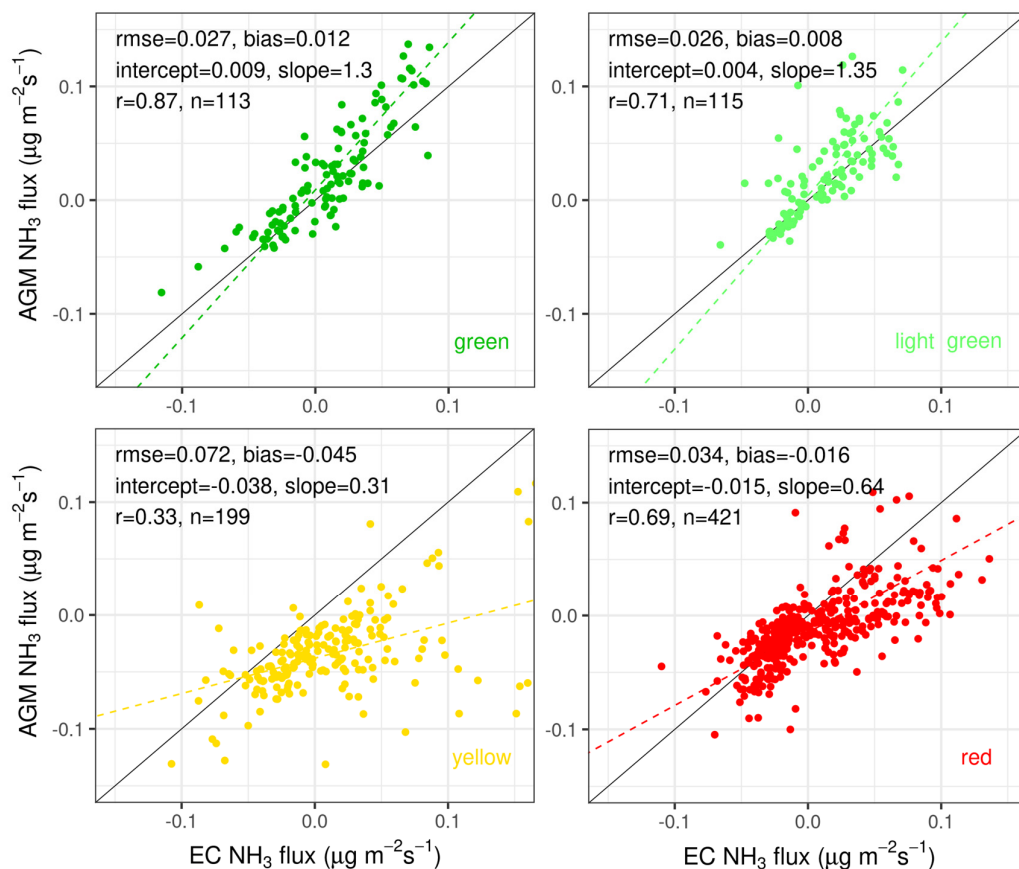 rmse=0.027, bias=0.012
intercept=0.009, slope=1.3
r=0.87, n=113
green
0.1
0.0
-0.1
-0.1
0.0
0.1
AGM NH₃ flux (μg m⁻²s⁻¹)
rmse=0.026, bias=0.008
intercept=0.004, slope=1.35
r=0.71, n=115
light green
0.1
0.0
-0.1
-0.1
0.0
0.1
rmse=0.072, bias=-0.045
intercept=-0.038, slope=0.31
r=0.33, n=199
yellow
0.1
0.0
-0.1
-0.1
0.0
0.1
AGM NH₃ flux (μg m⁻²s⁻¹)
EC NH₃ flux (μg m⁻²s⁻¹)
rmse=0.034, bias=-0.016
intercept=-0.015, slope=0.64
r=0.69, n=421
red
0.1
0.0
-0.1
-0.1
0.0
0.1
EC NH₃ flux (μg m⁻²s⁻¹)